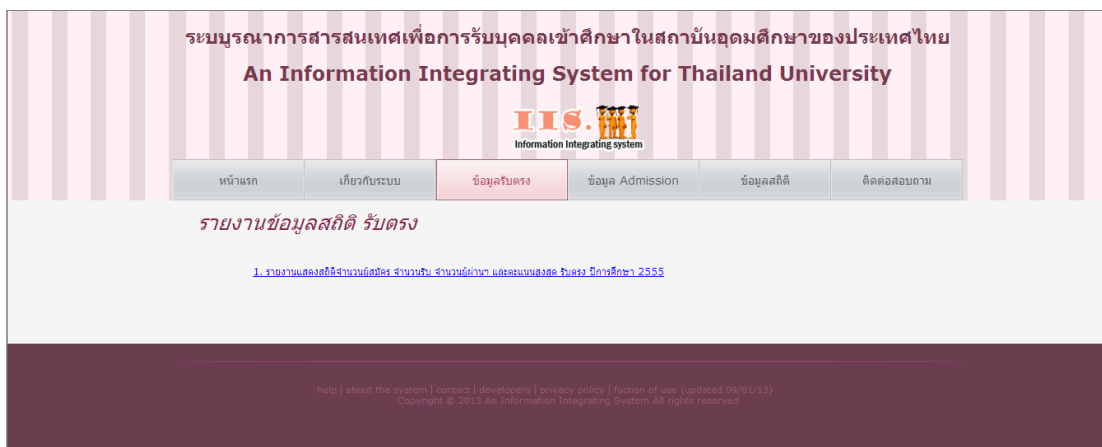 ระบบูรณาการสารสนเทศเพื่อการรับบุคคลเข้าศึกษาในสถาบันอุดมศึกษาของประเทศไทย
An Information Integrating System for Thailand University
IIS.
Information Integrating system
หน้าแรก เกี่ยวกับระบบ ข้อมูลรับตรง ข้อมูล Admission ข้อมูลสถิติ ติดต่อสอบถาม
รายงานข้อมูลสถิติ รับตรง
1. รายงานแสดงสถิติจำนวนผู้สมัคร จำนวนรับ จำนวนผู้ผ่านฯ และคะแนนสูงสุด รับตรง ปีการศึกษา 2555
help | about the system | contact | developers | privacy policy | fuction of use (updated 09/01/13)
Copyright © 2013 An Information Integrating System All rights reserved